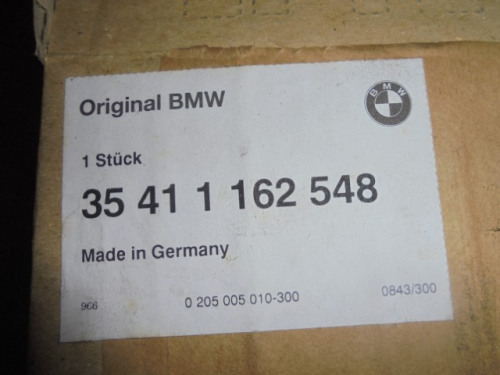 Original BMW
BMW
1 Stück
35 41 1 162 548
Made in Germany
966 0 205 005 010-300 0843/300